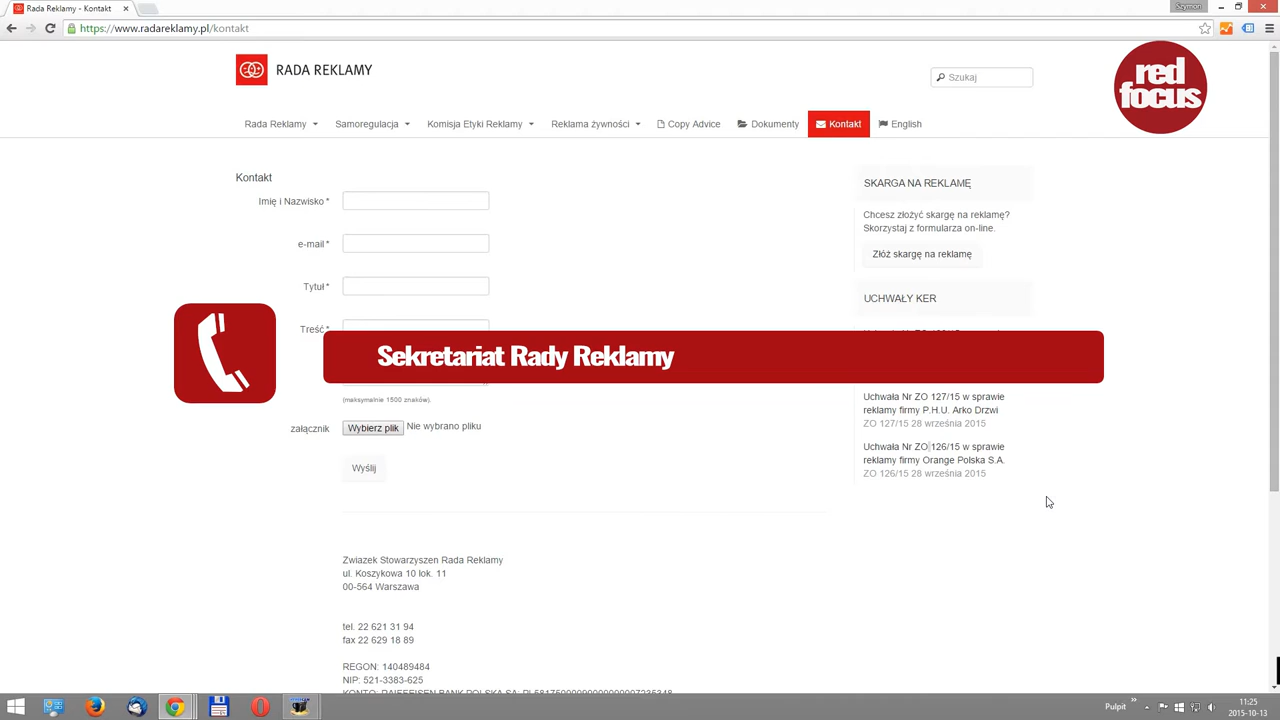 Rada Reklamy - Kontakt
Szymon
https://www.radareklamy.pl/kontakt
RADA REKLAMY
Szukaj
red
focus
Rada Reklamy
Samoregulacja
Komisja Etyki Reklamy
Reklama żywności
Copy Advice
Dokumenty
Kontakt
English
Kontakt
Imię i Nazwisko *
e-mail *
Tytuł *
Treść *
(maksymalnie 1500 znaków).
załącznik
Wybierz plik Nie wybrano pliku
Wyślij
SKARGA NA REKLAMĘ
Chcesz złożyć skargę na reklamę?
Skorzystaj z formularza on-line.
Złóż skargę na reklamę
UCHWAŁY KER
Sekretariat Rady Reklamy
Uchwała Nr ZO 127/15 w sprawie
reklamy firmy P.H.U. Arko Drzwi
ZO 127/15 28 września 2015
Uchwała Nr ZO 126/15 w sprawie
reklamy firmy Orange Polska S.A.
ZO 126/15 28 września 2015
Zwiazek Stowarzyszen Rada Reklamy
ul. Koszykowa 10 lok. 11
00-564 Warszawa
tel. 22 621 31 94
fax 22 629 18 89
REGON: 140489484
NIP: 521-3383-625
Pulpit
11:25
2015-10-13